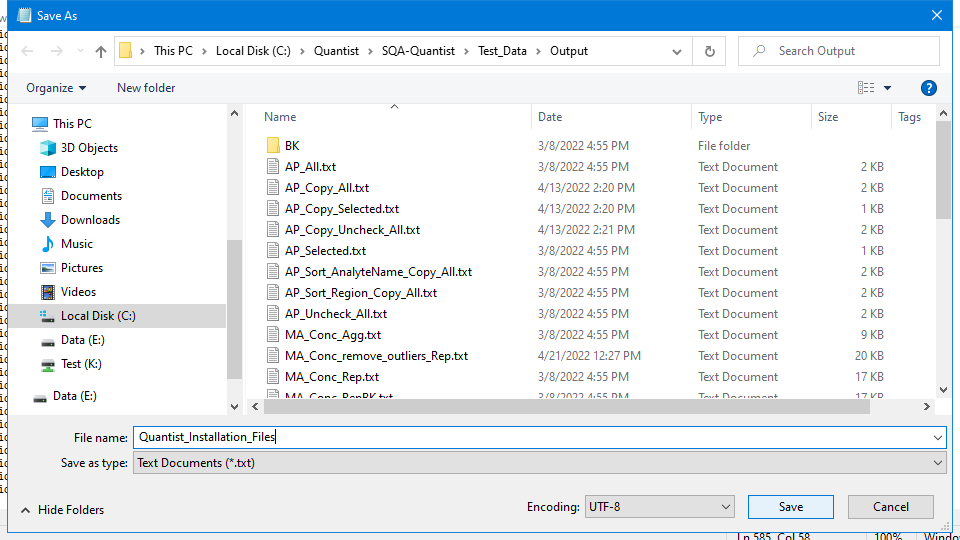 Save As
This PC > Local Disk (C:) > Quantist > SQA-Quantist > Test_Data > Output
Search Output
Organize
New folder
?
This PC
3D Objects
Desktop
Documents
Downloads
Music
Pictures
Videos
Local Disk (C:)
Data (E:)
Test (K:)
Data (E:)
Name Date Type Size Tags
BK 3/8/2022 4:55 PM File folder
AP_All.txt 3/8/2022 4:55 PM Text Document 2 KB
AP_Copy_All.txt 4/13/2022 2:20 PM Text Document 2 KB
AP_Copy_Selected.txt 4/13/2022 2:20 PM Text Document 1 KB
AP_Copy_Uncheck_All.txt 4/13/2022 2:21 PM Text Document 2 KB
AP_Selected.txt 3/8/2022 4:55 PM Text Document 1 KB
AP_Sort_AnalyteName_Copy_All.txt 3/8/2022 4:55 PM Text Document 2 KB
AP_Sort_Region_Copy_All.txt 3/8/2022 4:55 PM Text Document 2 KB
AP_Uncheck_All.txt 3/8/2022 4:55 PM Text Document 2 KB
MA_Conc_Agg.txt 3/8/2022 4:55 PM Text Document 9 KB
MA_Conc_remove_outliers_Rep.txt 4/21/2022 12:27 PM Text Document 20 KB
MA_Conc_Rep.txt 3/8/2022 4:55 PM Text Document 17 KB
MA_Conc_RepBK.txt 3/8/2022 4:55 PM Text Document 17 KB
File name: Quantist_Installation_Files
Save as type: Text Documents (*.txt)
Hide Folders
Encoding: UTF-8
Save
Cancel
Ln 585, Col 58 100% Window